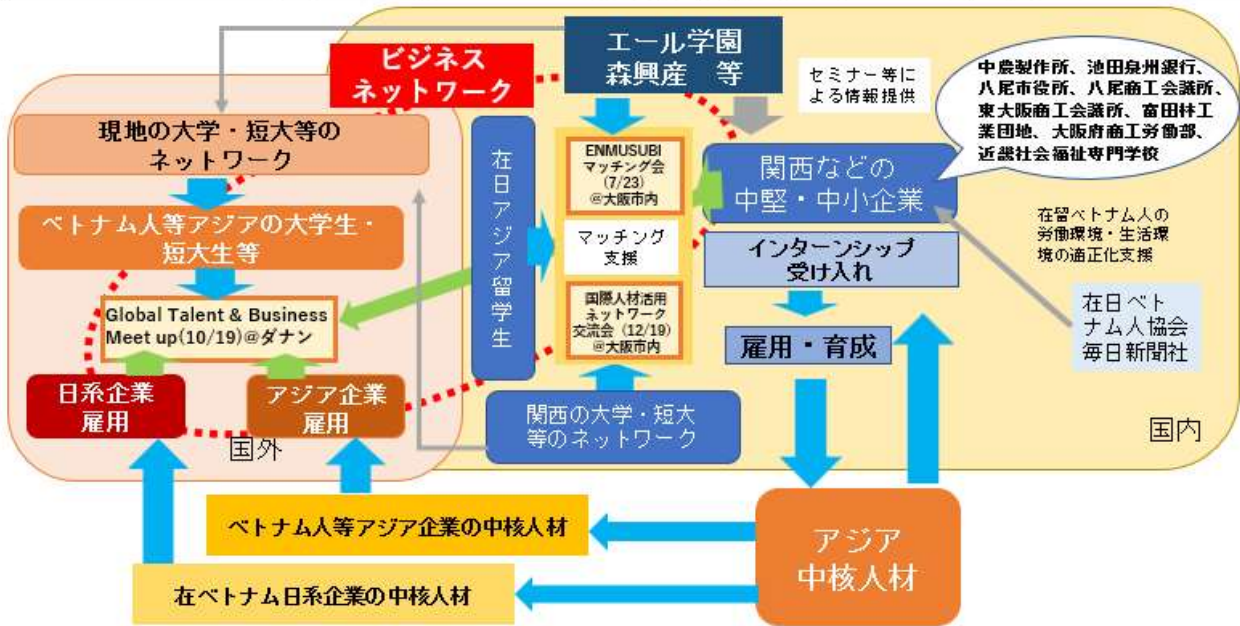 エール学園
森興産 等
ビジネス
ネットワーク
セミナー等に
よる情報提供
中農製作所、池田泉州銀行、
八尾市役所、八尾商工会議所、
東大阪商工会議所、富田林工
業団地、大阪府商工労働部、
近畿社会福祉専門学校
現地の大学・短大等の
ネットワーク
在日アジア留学生
ENMUSUBI
マッチング会
(7/23)
@大阪市内
関西などの
中堅・中小企業
ベトナム人等アジアの大学生・
短大生等
マッチング
支援
インターンシップ
受け入れ
在留ベトナム人の
労働環境・生活環
境の適正化支援
Global Talent & Business
Meet up(10/19)@ダナン
国際人材活用
ネットワーク
交流会（12/19）
@大阪市内
雇用・育成
在日ベト
ナム人協会
毎日新聞社
日系企業
雇用
アジア企業
雇用
関西の大学・短大
等のネットワーク
国外
国内
ベトナム人等アジア企業の中核人材
アジア
中核人材
在ベトナム日系企業の中核人材